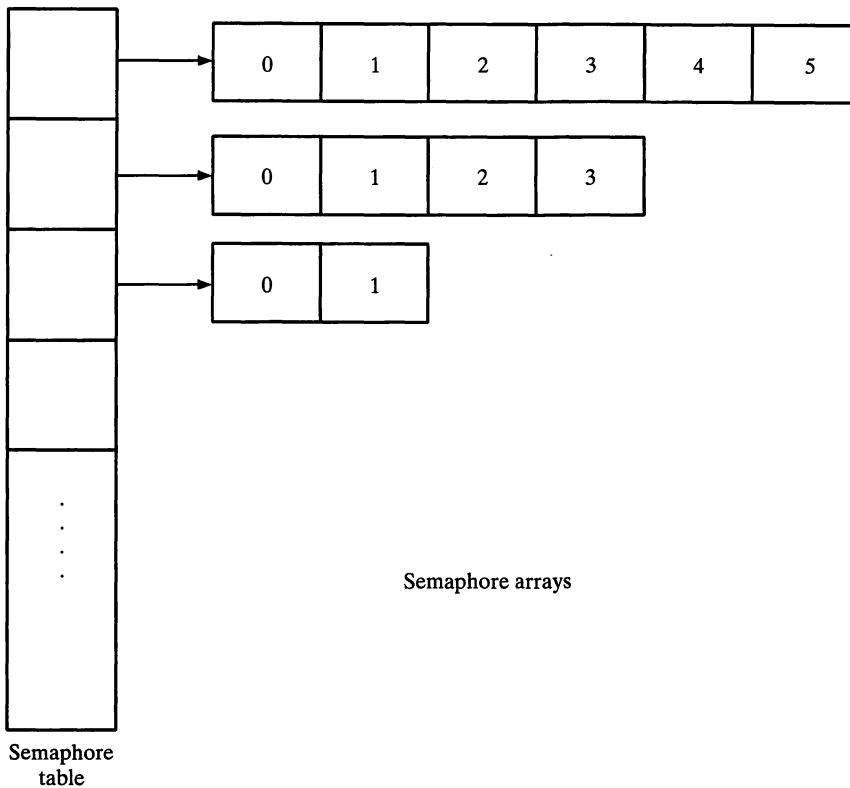 0 1 2 3 4 5
0 1 2 3
0 1
. . . .
Semaphore arrays
Semaphore
table